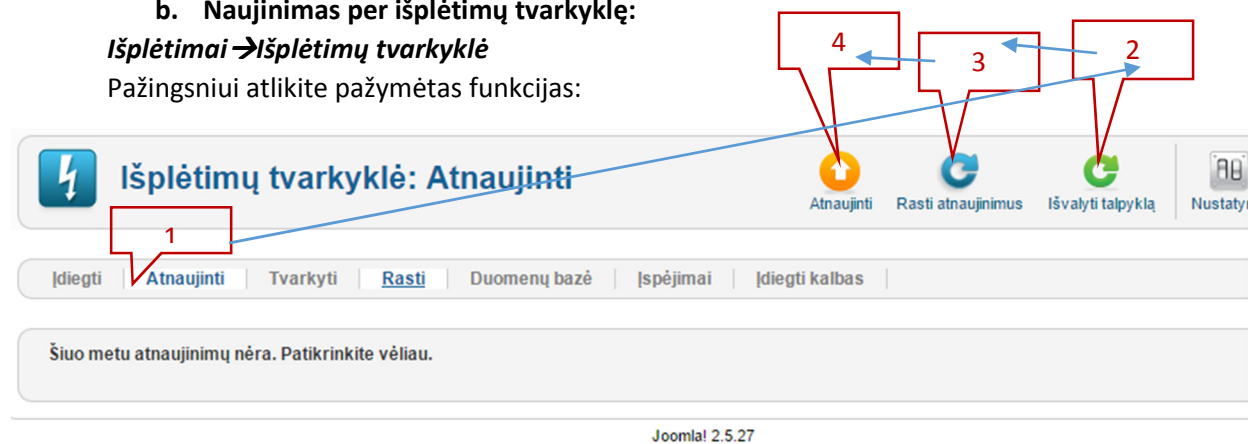 b. Naujinimas per išplėtimų tvarkyklę:
Išplėtimai→Išplėtimų tvarkyklė
Pažingsniui atlikite pažymėtas funkcijas:
4
3
2
Išplėtimų tvarkyklė: Atnaujinti
Atnaujinti Rasti atnaujinimus Išvalyti talpyklą Nustatym
1
Įdiegti Atnaujinti Tvarkyti Rasti Duomenų bazė Įspėjimai Įdiegti kalbas
Šiuo metu atnaujinimų nėra. Patikrinkite vėliau.
Joomla! 2.5.27